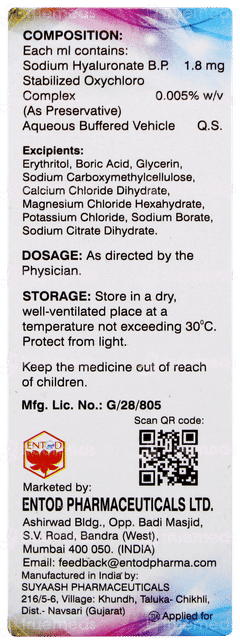 COMPOSITION:
Each ml contains:
Sodium Hyaluronate B.P. 1.8 mg
Stabilized Oxychloro
Complex 0.005% w/v
(As Preservative)
Aqueous Buffered Vehicle Q.S.
Excipients:
Erythritol, Boric Acid, Glycerin,
Sodium Carboxymethylcellulose,
Calcium Chloride Dihydrate,
Magnesium Chloride Hexahydrate,
Potassium Chloride, Sodium Borate,
Sodium Citrate Dihydrate.
DOSAGE: As directed by the
Physician.
STORAGE: Store in a dry,
well-ventilated place at a
temperature not exceeding 30°C.
Protect from light.
Keep the medicine out of reach
of children.
Mfg. Lic. No.: G/28/805
Scan QR code:
ENTOD
Marketed by:
ENTOD PHARMACEUTICALS LTD.
Ashirwad Bldg., Opp. Badi Masjid,
S.V. Road, Bandra (West),
Mumbai 400 050. (INDIA)
Email: feedback@entodpharma.com
Manufactured in India by:
SUYAASH PHARMACEUTICALS
216/5-6, Village: Khundh, Taluka- Chikhli,
Dist.- Navsari (Gujarat)
TM Applied for